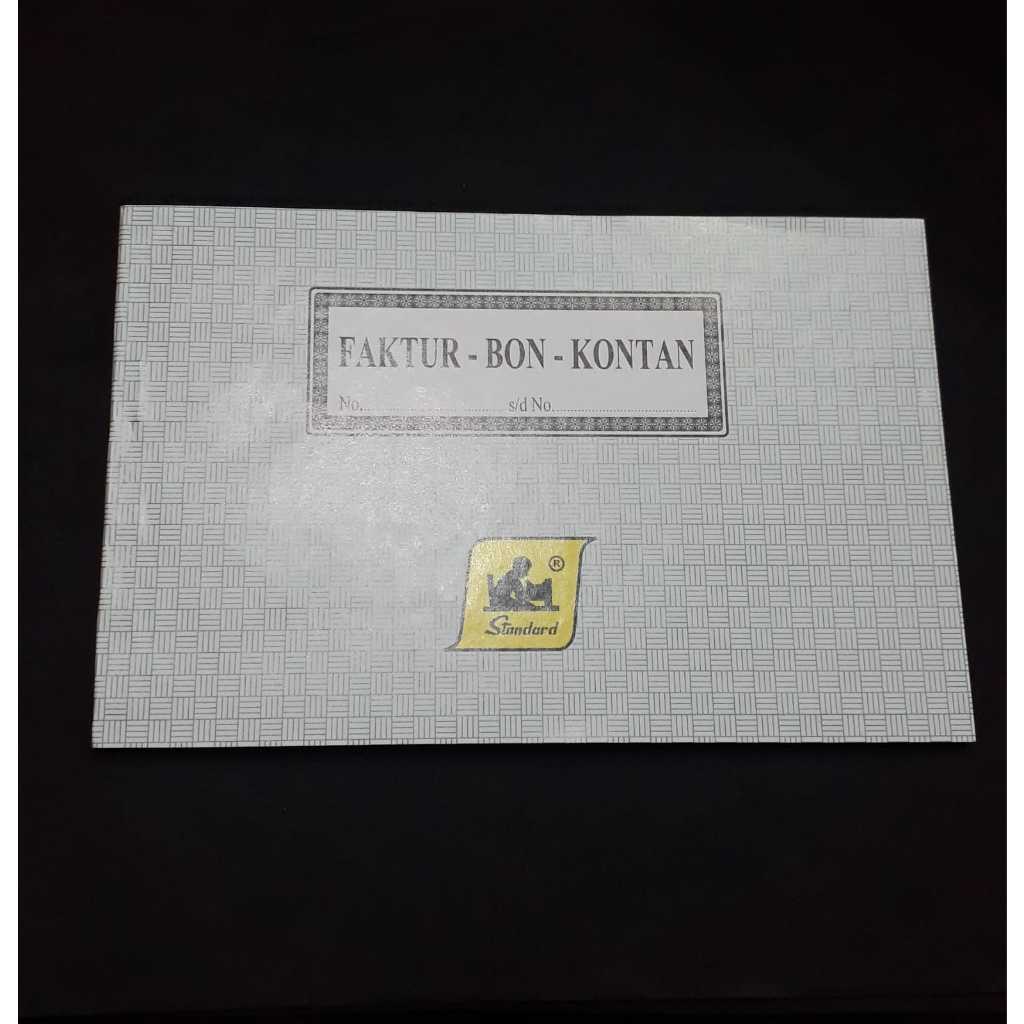 FAKTUR - BON - KONTAN
No. ........................... s/d No. ...........................
®
Standard